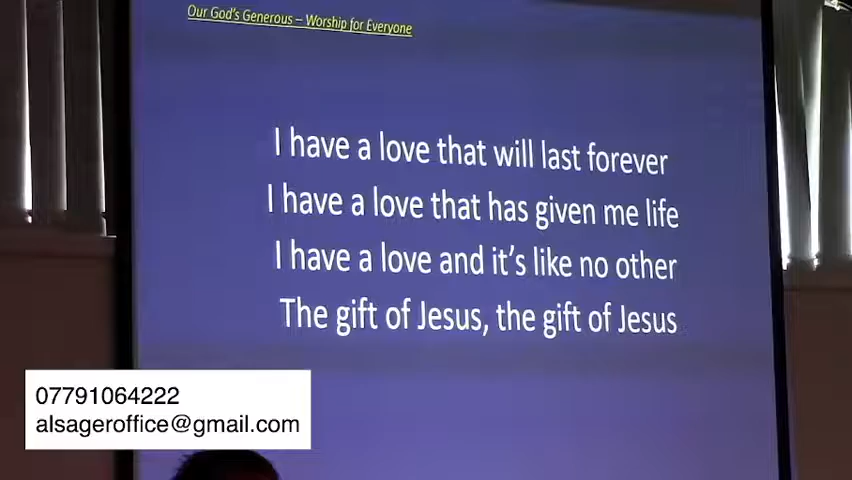 Our God's Generous – Worship for Everyone
I have a love that will last forever
I have a love that has given me life
I have a love and it's like no other
The gift of Jesus, the gift of Jesus
07791064222
alsageroffice@gmail.com